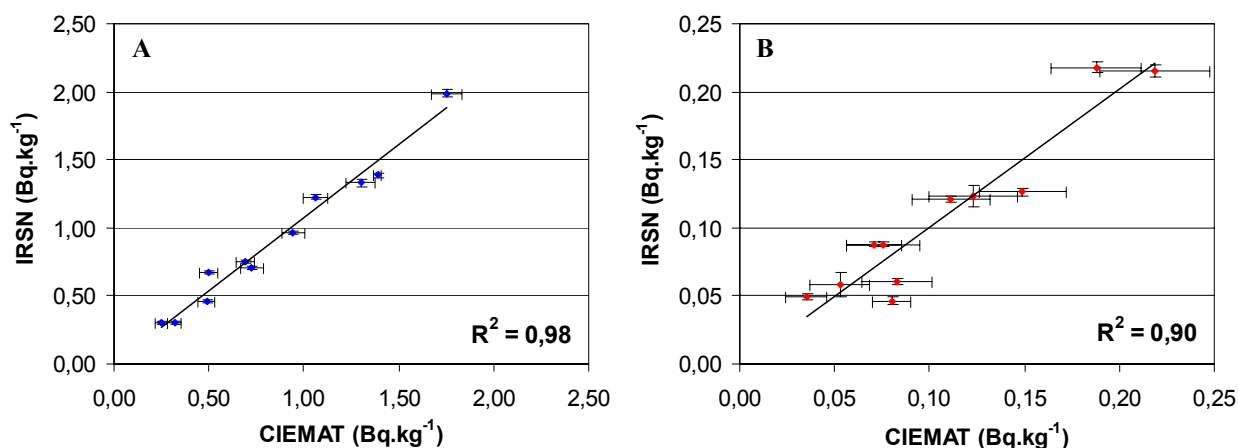 A
IRSN (Bq.kg⁻¹)
2,50
2,00
1,50
1,00
0,50
0,00
R² = 0,98
0,00 0,50 1,00 1,50 2,00 2,50
CIEMAT (Bq.kg⁻¹)
B
IRSN (Bq.kg⁻¹)
0,25
0,20
0,15
0,10
0,05
0,00
R² = 0,90
0,00 0,05 0,10 0,15 0,20 0,25
CIEMAT (Bq.kg⁻¹)